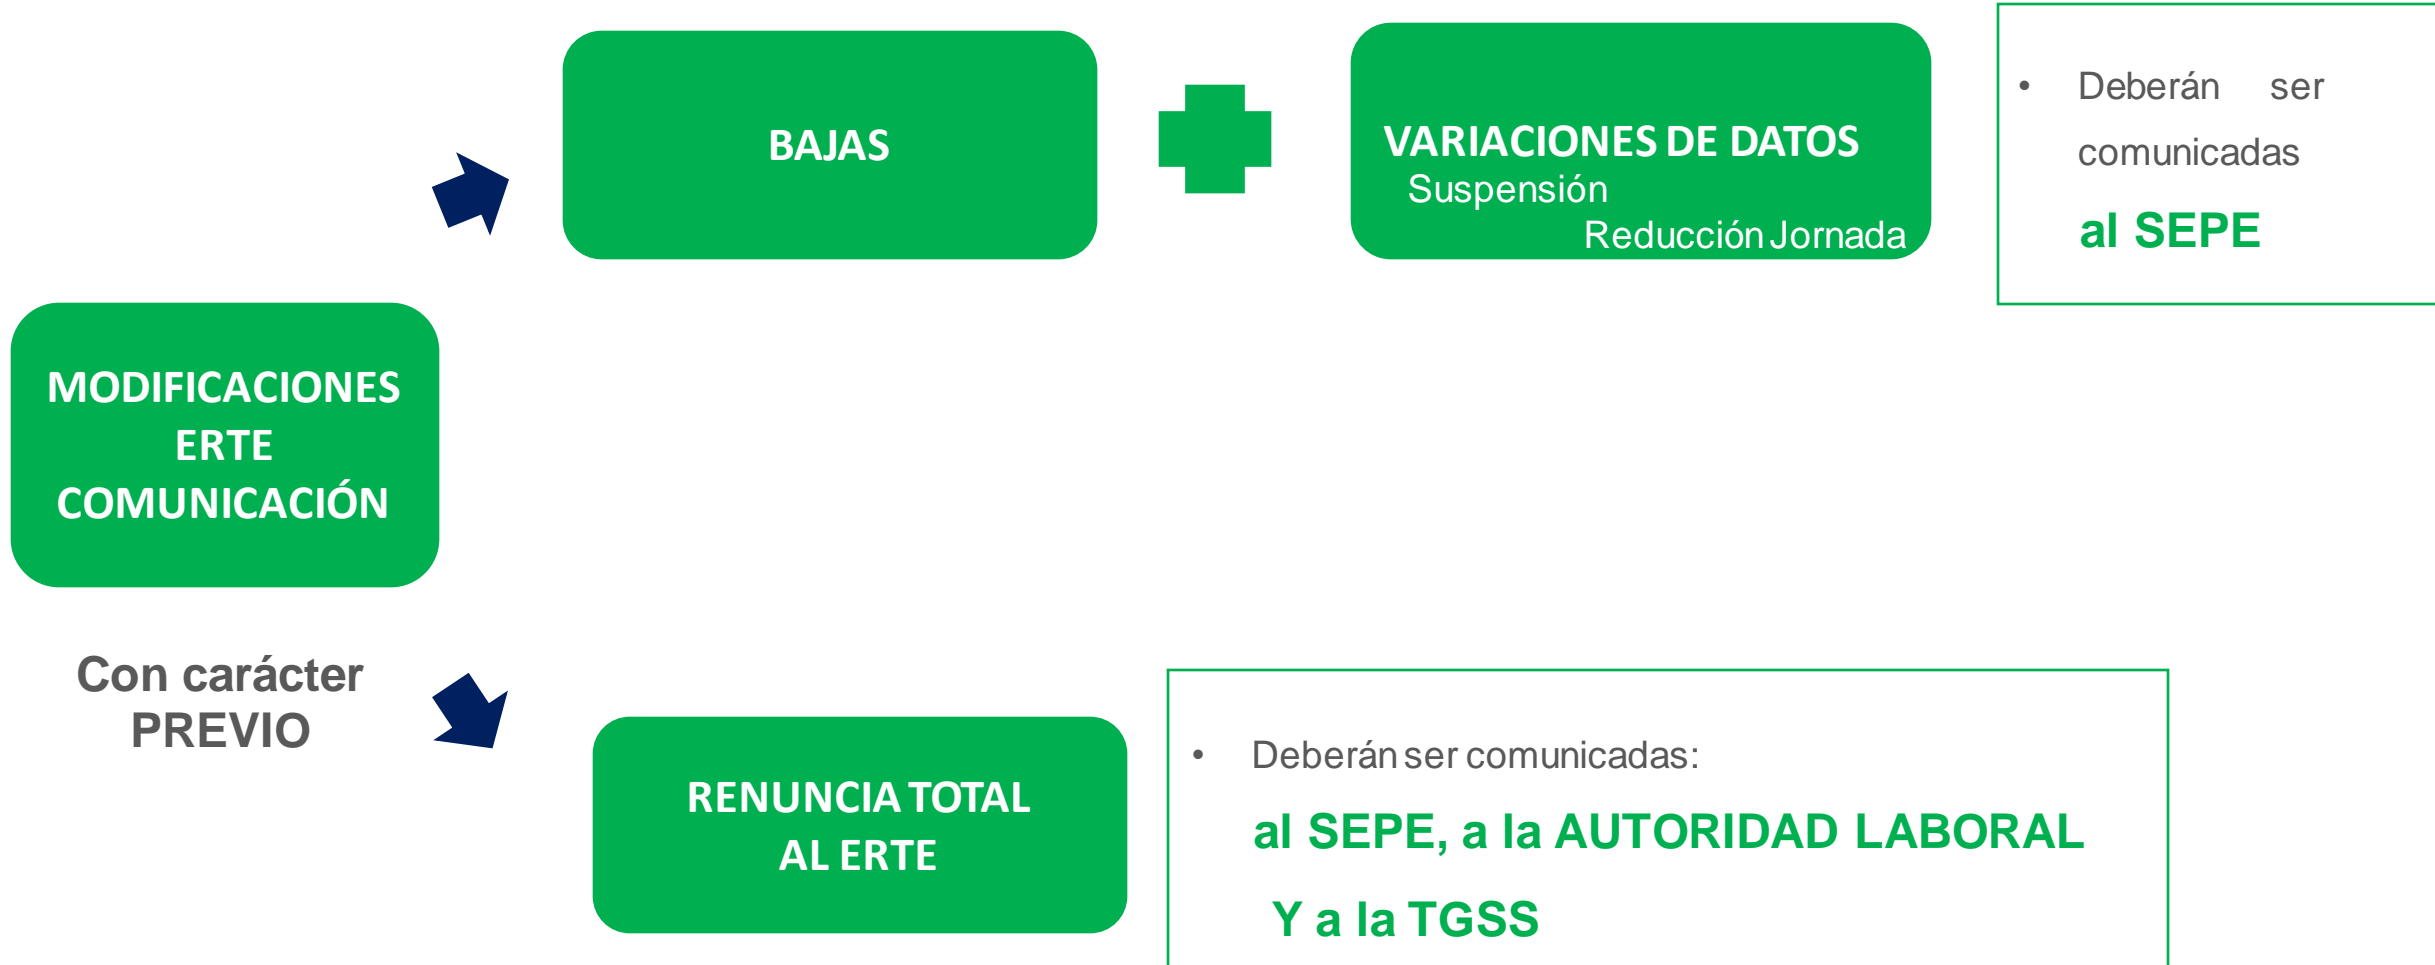 BAJAS
VARIACIONES DE DATOS
Suspensión
Reducción Jornada
• Deberán ser
comunicadas
al SEPE
MODIFICACIONES
ERTE
COMUNICACIÓN
Con carácter
PREVIO
RENUNCIA TOTAL
AL ERTE
• Deberán ser comunicadas:
al SEPE, a la AUTORIDAD LABORAL
Y a la TGSS